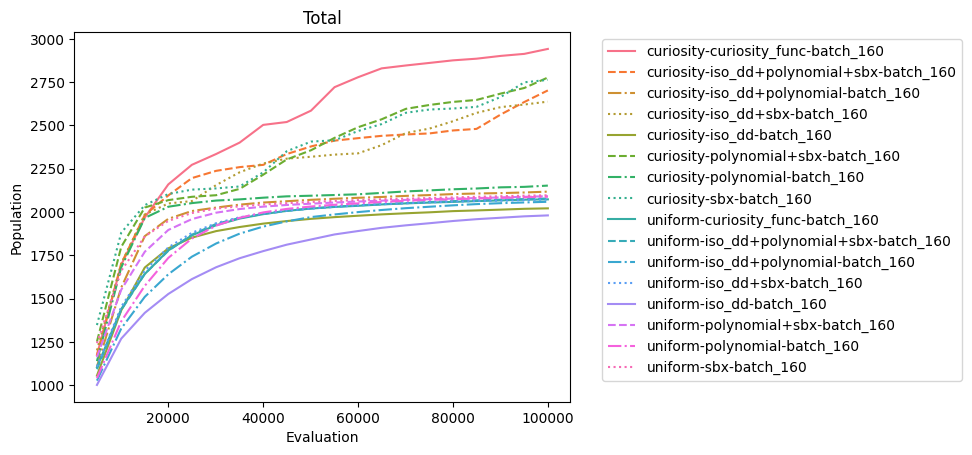 Total
3000
2750
2500
2250
2000
1750
1500
1250
1000
Population
20000 40000 60000 80000 100000
Evaluation
curiosity-curiosity_func-batch_160
curiosity-iso_dd+polynomial+sbx-batch_160
curiosity-iso_dd+polynomial-batch_160
curiosity-iso_dd+sbx-batch_160
curiosity-iso_dd-batch_160
curiosity-polynomial+sbx-batch_160
curiosity-polynomial-batch_160
curiosity-sbx-batch_160
uniform-curiosity_func-batch_160
uniform-iso_dd+polynomial+sbx-batch_160
uniform-iso_dd+polynomial-batch_160
uniform-iso_dd+sbx-batch_160
uniform-iso_dd-batch_160
uniform-polynomial+sbx-batch_160
uniform-polynomial-batch_160
uniform-sbx-batch_160